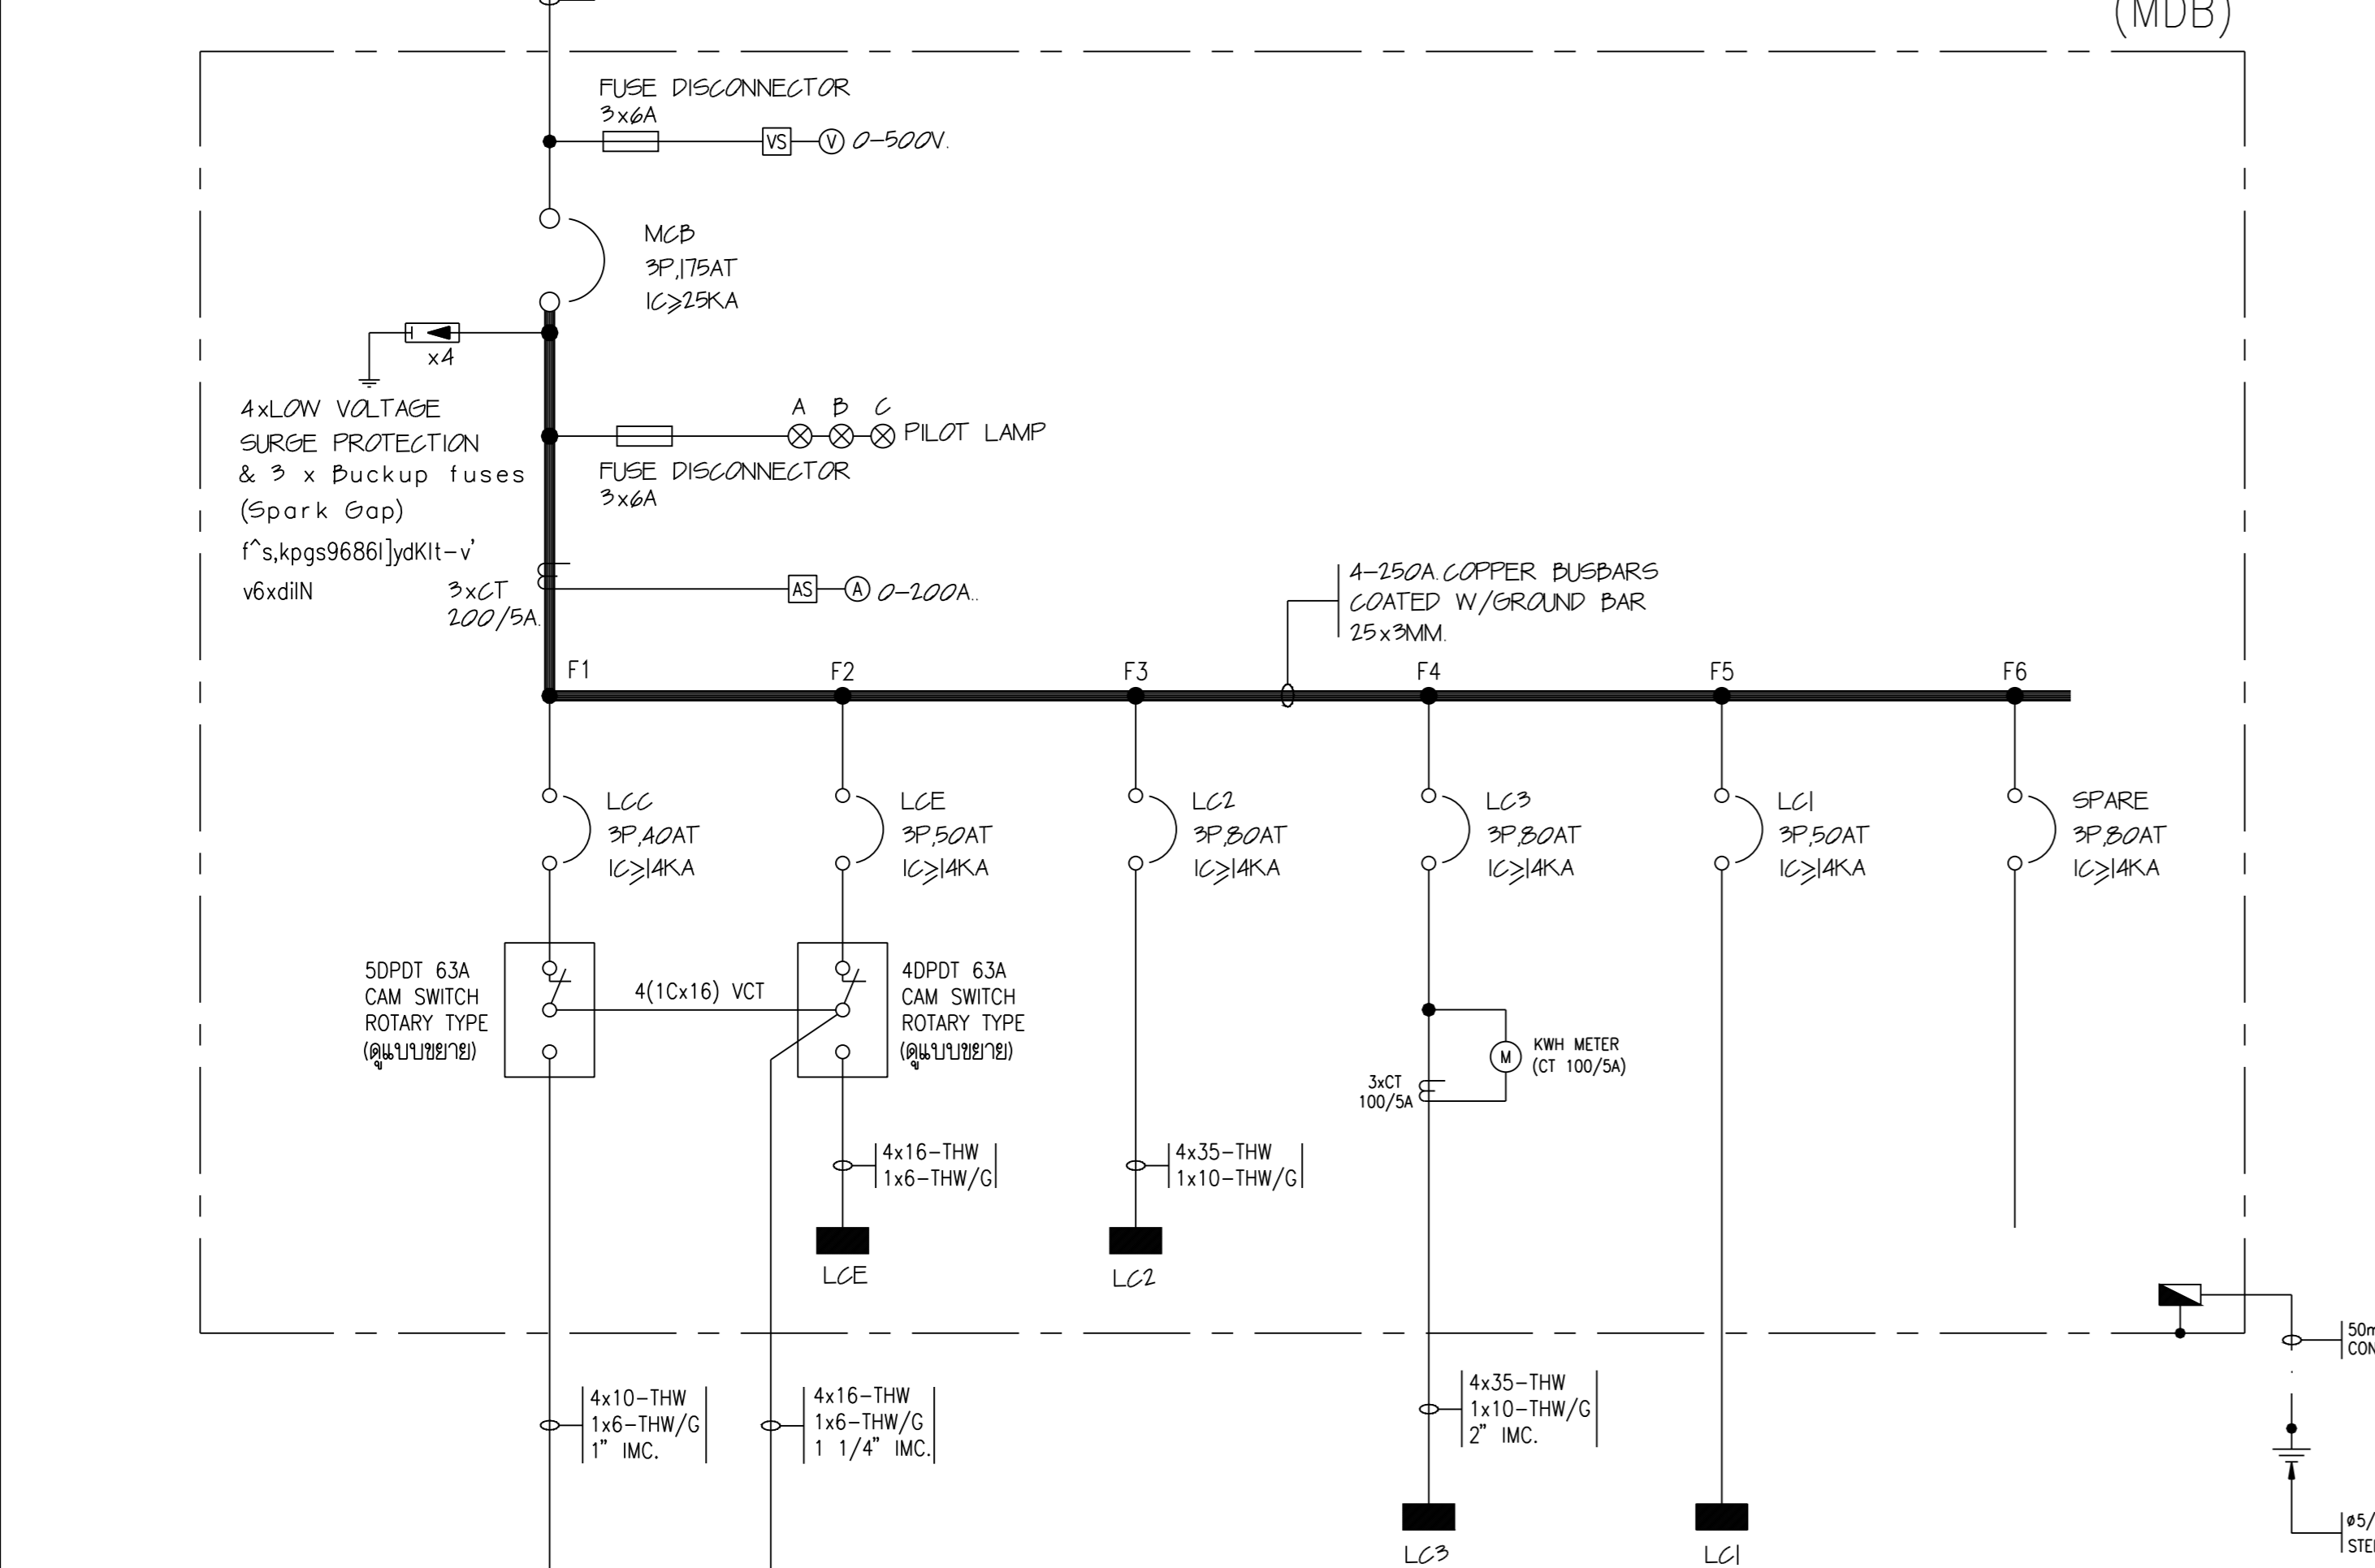 (MDB)
FUSE DISCONNECTOR
3x6A
VS
V
0-500V.
MCB
3P,175AT
IC≥25KA
x4
4xLOW VOLTAGE
SURGE PROTECTION
& 3 x Buckup fuses
(Spark Gap)
f^s,kpgs9686I]ydKIt-v'
v6xdiIN
A B C
PILOT LAMP
FUSE DISCONNECTOR
3x6A
3xCT
200/5A.
AS
A
0-200A..
4-250A.COPPER BUSBARS
COATED W/GROUND BAR
25x3MM.
F1
F2
F3
F4
F5
F6
LCC
3P,40AT
IC≥14KA
LCE
3P,50AT
IC≥14KA
LC2
3P,80AT
IC≥14KA
LC3
3P,80AT
IC≥14KA
LC1
3P,50AT
IC≥14KA
SPARE
3P,80AT
IC≥14KA
5DPDT 63A
CAM SWITCH
ROTARY TYPE
(ดูแบบขยาย)
4(1Cx16) VCT
4DPDT 63A
CAM SWITCH
ROTARY TYPE
(ดูแบบขยาย)
M
KWH METER
(CT 100/5A)
3xCT
100/5A
4x16-THW
1x6-THW/G
4x35-THW
1x10-THW/G
LCE
LC2
4x10-THW
1x6-THW/G
1" IMC.
4x16-THW
1x6-THW/G
1 1/4" IMC.
4x35-THW
1x10-THW/G
2" IMC.
LC3
LC1
50m
CON
ø5/
STE